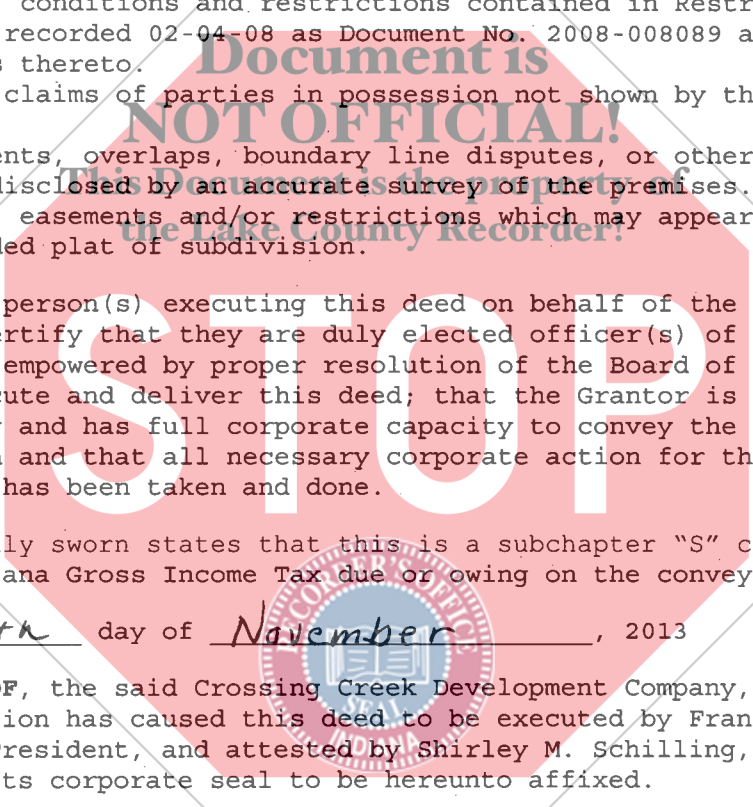 conditions and restrictions contained in Restr
recorded 02-04-08 as Document No. 2008-008089 a
s thereto.
Document is
claims of parties in possession not shown by th
NOT OFFICIAL!
ents, overlaps, boundary line disputes, or other
disclosed by an accurate survey of the premises.
This Document is the property of
easements and/or restrictions which may appear
the Lake County Recorder!
ded plat of subdivision.
person(s) executing this deed on behalf of the
ertify that they are duly elected officer(s) of
empowered by proper resolution of the Board of
cute and deliver this deed; that the Grantor is
and has full corporate capacity to convey the
and that all necessary corporate action for th
has been taken and done.
STOP
ly sworn states that this is a subchapter "S" c
ana Gross Income Tax due or owing on the convey
th day of November, 2013
OF, the said Crossing Creek Development Company,
ion has caused this deed to be executed by Fran
President, and attested by Shirley M. Schilling,
ts corporate seal to be hereunto affixed.
RECORDER'S OFFICE
SEAL
INDIANA